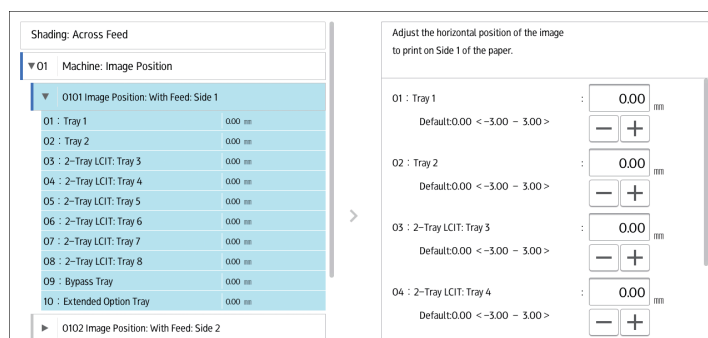 Shading: Across Feed
▼01 Machine: Image Position
▼ 0101 Image Position: With Feed: Side 1
01 : Tray 1 0.00 mm
02 : Tray 2 0.00 mm
03 : 2-Tray LCIT: Tray 3 0.00 mm
04 : 2-Tray LCIT: Tray 4 0.00 mm
05 : 2-Tray LCIT: Tray 5 0.00 mm
06 : 2-Tray LCIT: Tray 6 0.00 mm
07 : 2-Tray LCIT: Tray 7 0.00 mm
08 : 2-Tray LCIT: Tray 8 0.00 mm
09 : Bypass Tray 0.00 mm
10 : Extended Option Tray 0.00 mm
► 0102 Image Position: With Feed: Side 2
Adjust the horizontal position of the image
to print on Side 1 of the paper.
01 : Tray 1 : 0.00 mm
Default:0.00 <-3.00 - 3.00> − +
02 : Tray 2 : 0.00 mm
Default:0.00 <-3.00 - 3.00> − +
03 : 2-Tray LCIT: Tray 3 : 0.00 mm
Default:0.00 <-3.00 - 3.00> − +
04 : 2-Tray LCIT: Tray 4 : 0.00 mm
Default:0.00 <-3.00 - 3.00> − +